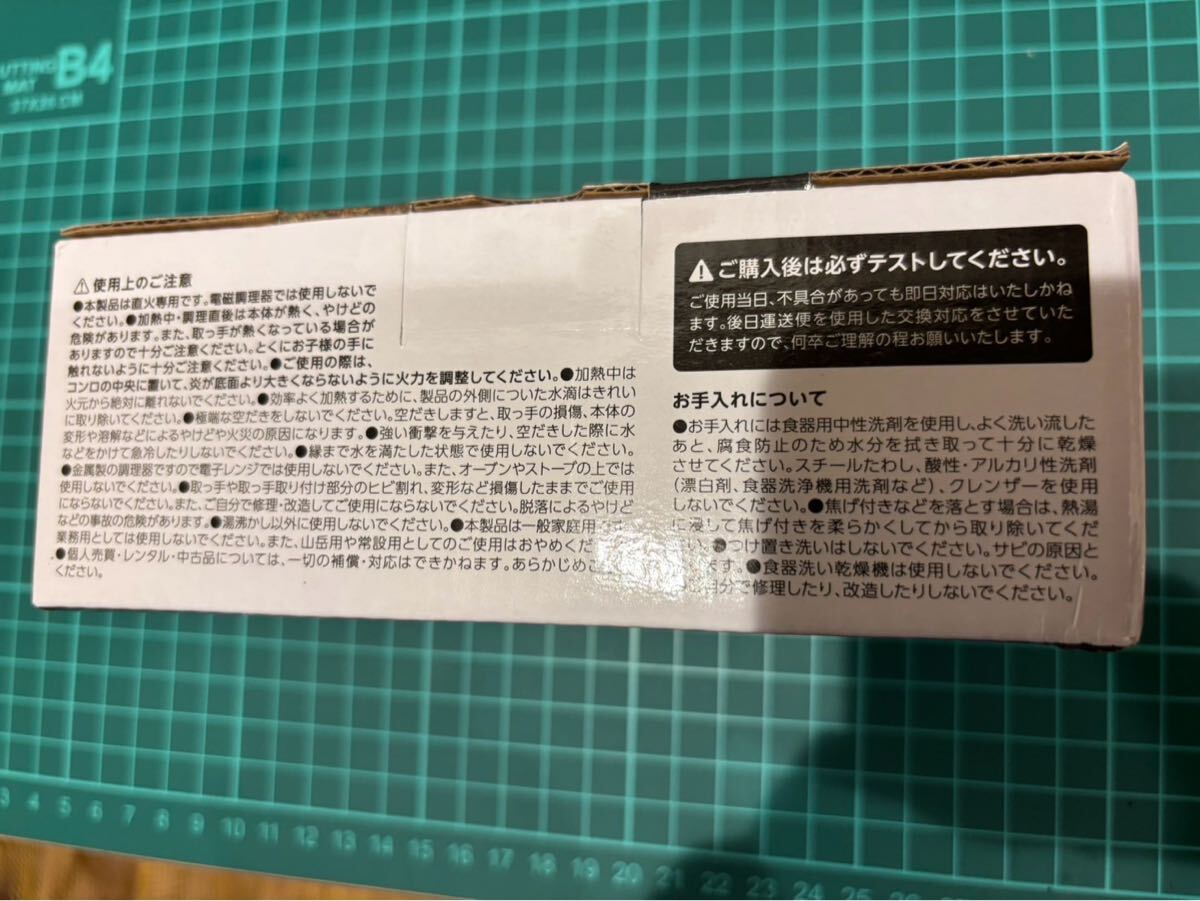 CUTTING B4
MAT
37X26 CM
⚠使用上のご注意
●本製品は直火専用です。電磁調理器では使用しないで
ください。●加熱中・調理直後は本体が熱く、やけどの
危険があります。また、取っ手が熱くなっている場合が
ありますので十分ご注意ください。とくにお子様の手に
触れないように十分ご注意ください。●ご使用の際は、
コンロの中央に置いて、炎が底面より大きくならないように火力を調整してください。●加熱中は
火元から絶対に離れないでください。●効率よく加熱するために、製品の外側についた水滴はきれい
に取り除いてください。●極端な空だきをしないでください。空だきしますと、取っ手の損傷、本体の
変形や溶解などによるやけどや火災の原因になります。●強い衝撃を与えたり、空だきした際に水
などをかけて急冷したりしないでください。●縁まで水を満たした状態で使用しないでください。
●金属製の調理器ですので電子レンジでは使用しないでください。また、オーブンやストーブの上では
使用しないでください。●取っ手や取っ手取り付け部分のヒビ割れ、変形など損傷したままでご使用
にならないでください。また、ご自分で修理・改造してご使用にならないでください。脱落によるやけど
などの事故の危険があります。●湯沸かし以外に使用しないでください。●本製品は一般家庭用
業務用としては使用しないでください。また、山岳用や常設用としてのご使用はおやめくだ
●個人売買・レンタル・中古品については、一切の補償・対応はできかねます。あらかじめご
ください。
⚠ご購入後は必ずテストしてください。
ご使用当日、不具合があっても即日対応はいたしかね
ます。後日運送便を使用した交換対応をさせていた
だきますので、何卒ご理解の程お願いいたします。
お手入れについて
●お手入れには食器用中性洗剤を使用し、よく洗い流した
あと、腐食防止のため水分を拭き取って十分に乾燥
させてください。スチールたわし、酸性・アルカリ性洗剤
(漂白剤、食器洗浄機用洗剤など)、クレンザーを使用
しないでください。●焦げ付きなどを落とす場合は、熱湯
に浸して焦げ付きを柔らかくしてから取り除いてくだ
●つけ置き洗いはしないでください。サビの原因と
ます。●食器洗い乾燥機は使用しないでください。
自分で修理したり、改造したりしないでください。
3 4 5 6 7 8 9 10 11 12 13 14 15 16 17 18 19 20 21 22 23 24 25